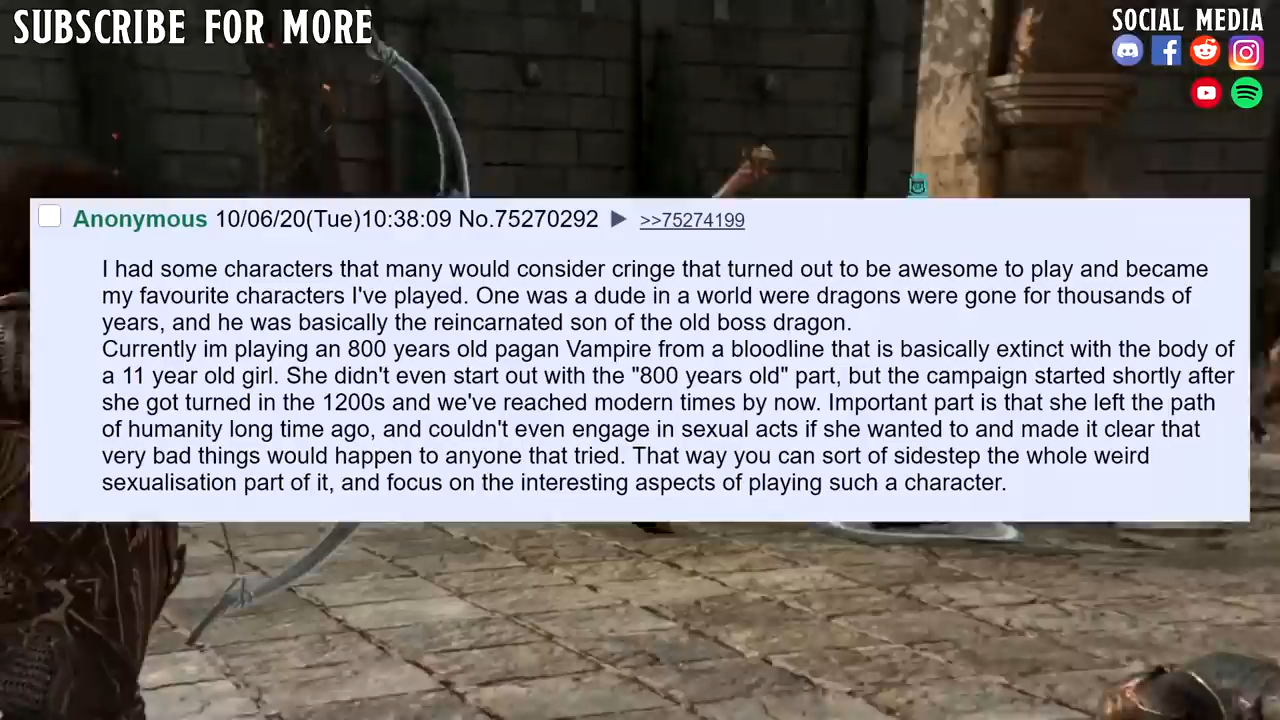 SUBSCRIBE FOR MORE
SOCIAL MEDIA
Anonymous 10/06/20(Tue)10:38:09 No.75270292 ▶ >>75274199
I had some characters that many would consider cringe that turned out to be awesome to play and became
my favourite characters I've played. One was a dude in a world were dragons were gone for thousands of
years, and he was basically the reincarnated son of the old boss dragon.
Currently im playing an 800 years old pagan Vampire from a bloodline that is basically extinct with the body of
a 11 year old girl. She didn't even start out with the "800 years old" part, but the campaign started shortly after
she got turned in the 1200s and we've reached modern times by now. Important part is that she left the path
of humanity long time ago, and couldn't even engage in sexual acts if she wanted to and made it clear that
very bad things would happen to anyone that tried. That way you can sort of sidestep the whole weird
sexualisation part of it, and focus on the interesting aspects of playing such a character.